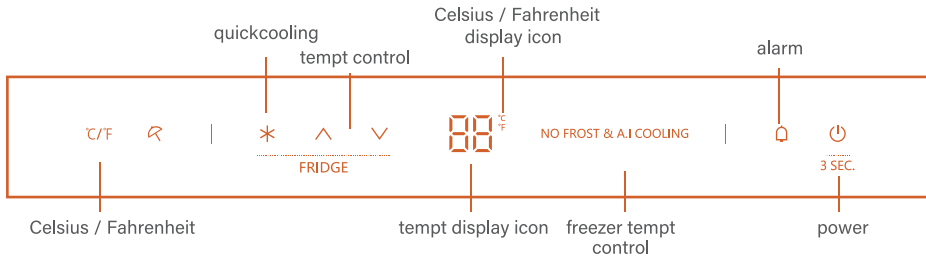 Celsius / Fahrenheit
display icon
quickcooling
tempt control
alarm
℃/℉
88
℃
℉
NO FROST & A.I COOLING
FRIDGE
3 SEC.
Celsius / Fahrenheit
tempt display icon
freezer tempt
control
power